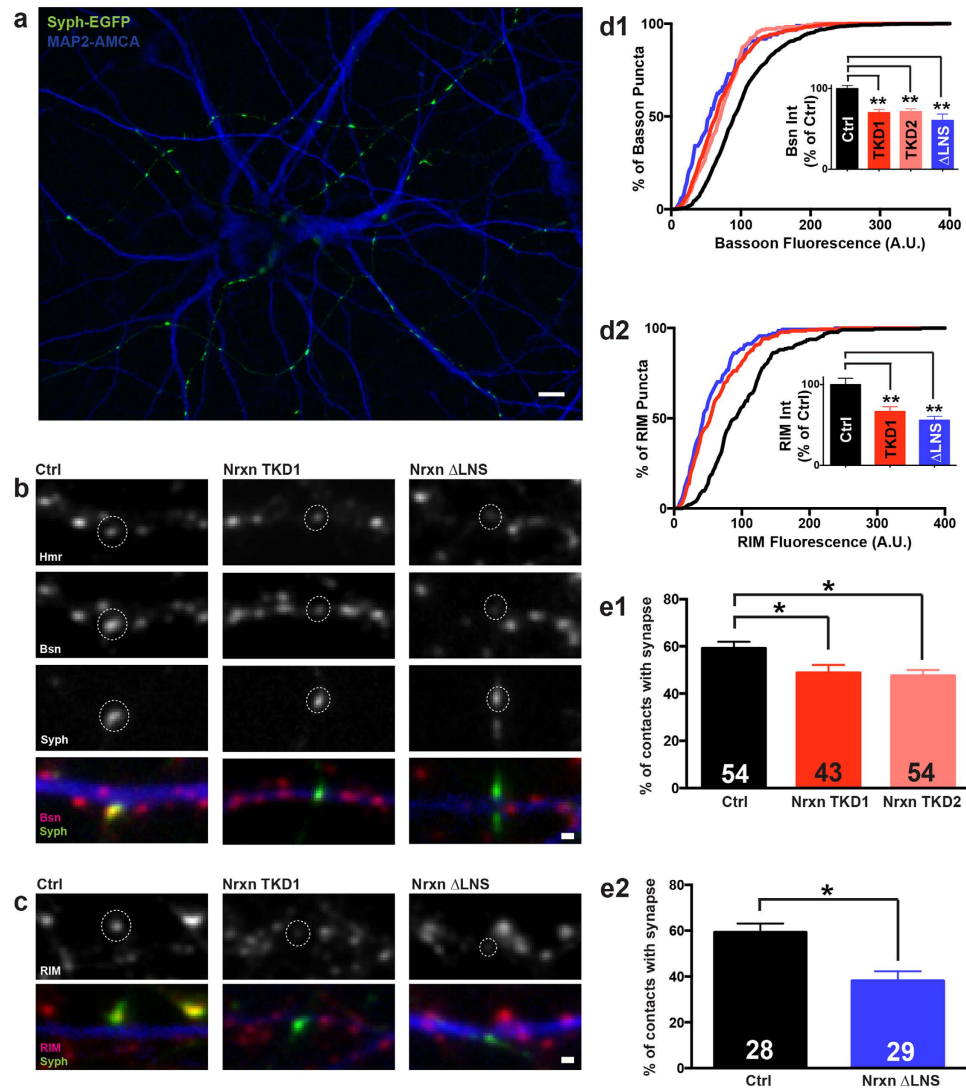 a
Syph-EGFP
MAP2-AMCA
b
Ctrl
Nrxn TKD1
Nrxn ΔLNS
Hmr
Bsn
Syph
Bsn
Syph
c
Ctrl
Nrxn TKD1
Nrxn ΔLNS
RIM
RIM
Syph
d1
% of Basson Puncta
100
50
0
0
100
200
300
400
Bassoon Fluorescence (A.U.)
Bsn Int
(% of Ctrl)
100
0
**
**
**
Ctrl
TKD1
TKD2
ΔLNS
d2
% of RIM Puncta
100
50
0
0
100
200
300
400
RIM Fluorescence (A.U.)
RIM Int
(% of Ctrl)
100
0
**
**
Ctrl
TKD1
ΔLNS
e1
% of contacts with synapse
80
60
40
20
0
*
*
54
43
54
Ctrl
Nrxn TKD1
Nrxn TKD2
e2
% of contacts with synapse
80
60
40
20
0
*
28
29
Ctrl
Nrxn ΔLNS